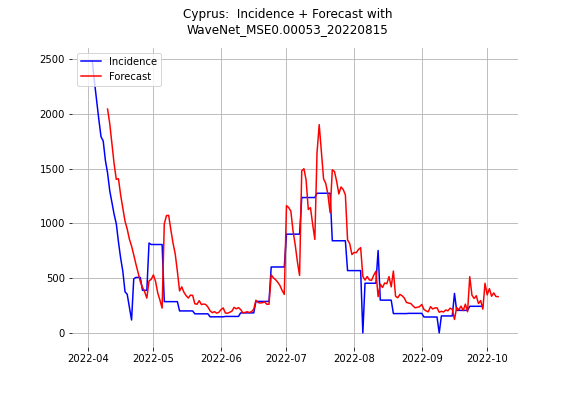 Cyprus:  Incidence + Forecast with
WaveNet_MSE0.00053_20220815
Incidence
Forecast
2500
2000
1500
1000
500
0
2022-04 2022-05 2022-06 2022-07 2022-08 2022-09 2022-10